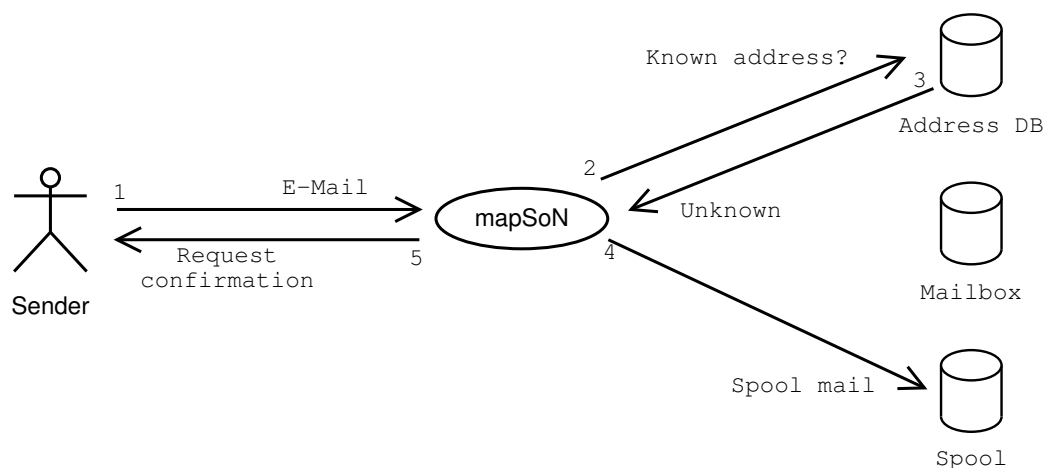 Known address?
3
Address DB
2
1
E-Mail
mapSoN
Unknown
Request
confirmation
5
4
Sender
Mailbox
Spool mail
Spool